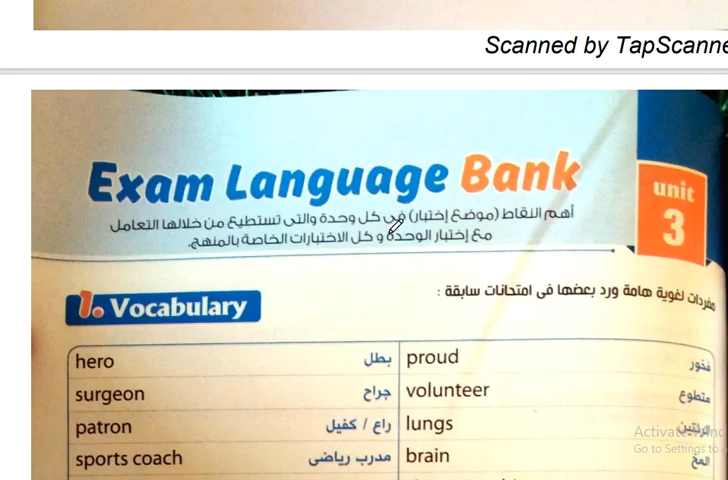 Scanned by TapScanne
Exam Language Bank
unit
3
أهم النقاط (موضع إختبار) فى كل وحدة والتى تستطيع من خلالها التعامل
مع إختبار الوحدة و كل الاختبارات الخاصة بالمنهج.
1. Vocabulary
مفردات لغوية هامة ورد بعضها فى امتحانات سابقة :
hero بطل proud فخور
surgeon جراح volunteer متطوع
patron راع / كفيل lungs الرئتين
sports coach مدرب رياضى brain المخ
Activate
Go to Settings to